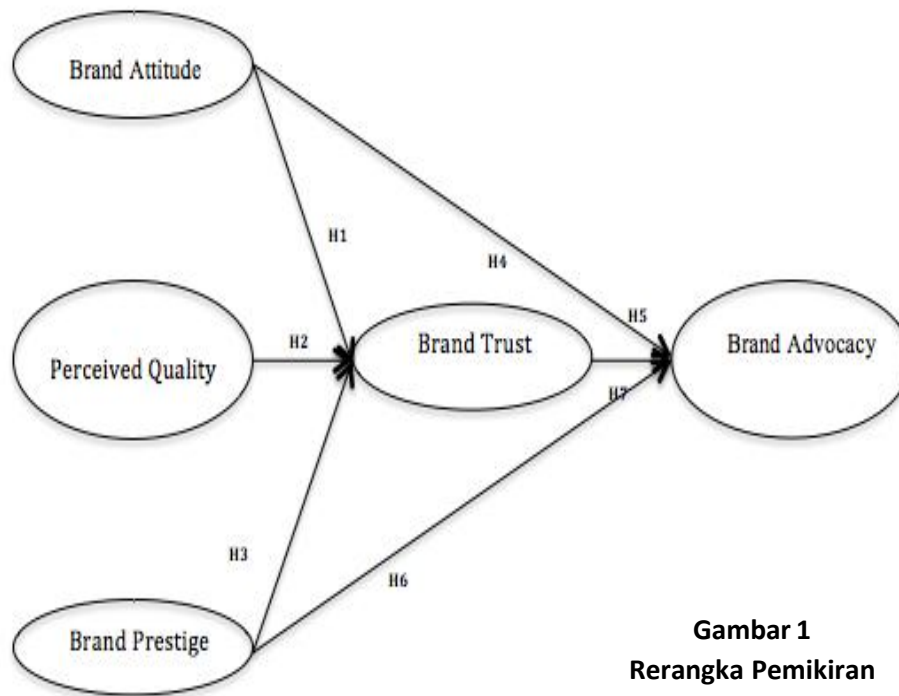 Brand Attitude
H1
H4
Perceived Quality
H2
Brand Trust
H5
Brand Advocacy
H7
H3
H6
Brand Prestige
Gambar 1
Rerangka Pemikiran